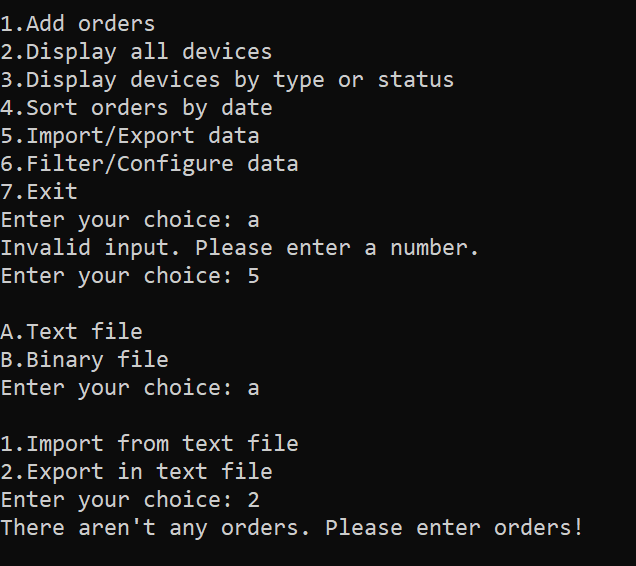 1.Add orders
2.Display all devices
3.Display devices by type or status
4.Sort orders by date
5.Import/Export data
6.Filter/Configure data
7.Exit
Enter your choice: a
Invalid input. Please enter a number.
Enter your choice: 5
A.Text file
B.Binary file
Enter your choice: a
1.Import from text file
2.Export in text file
Enter your choice: 2
There aren't any orders. Please enter orders!